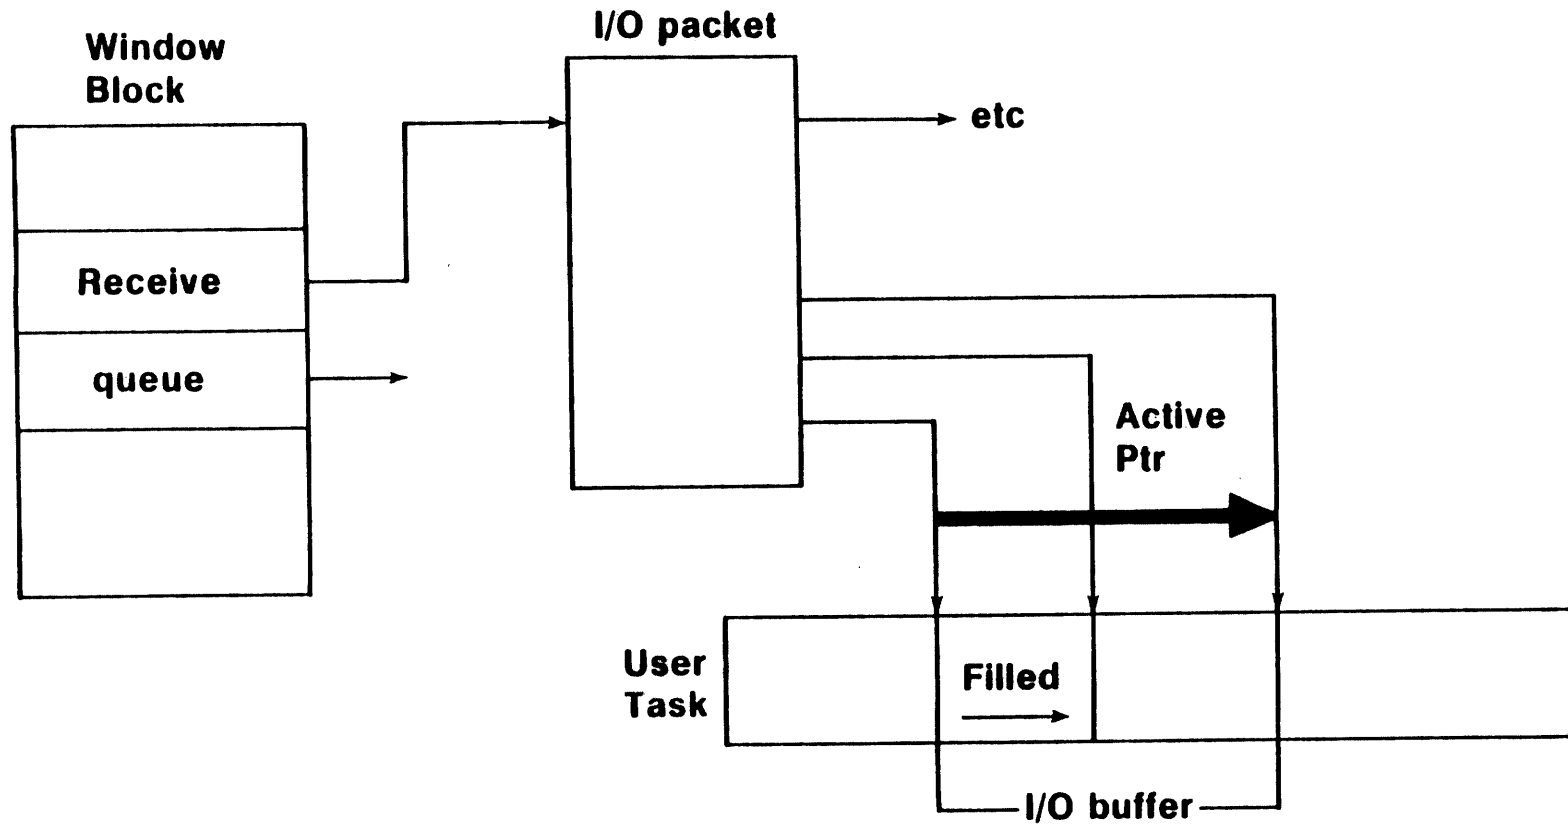 Window
Block
I/O packet
etc
Receive
queue
Active
Ptr
User
Task
Filled
I/O buffer